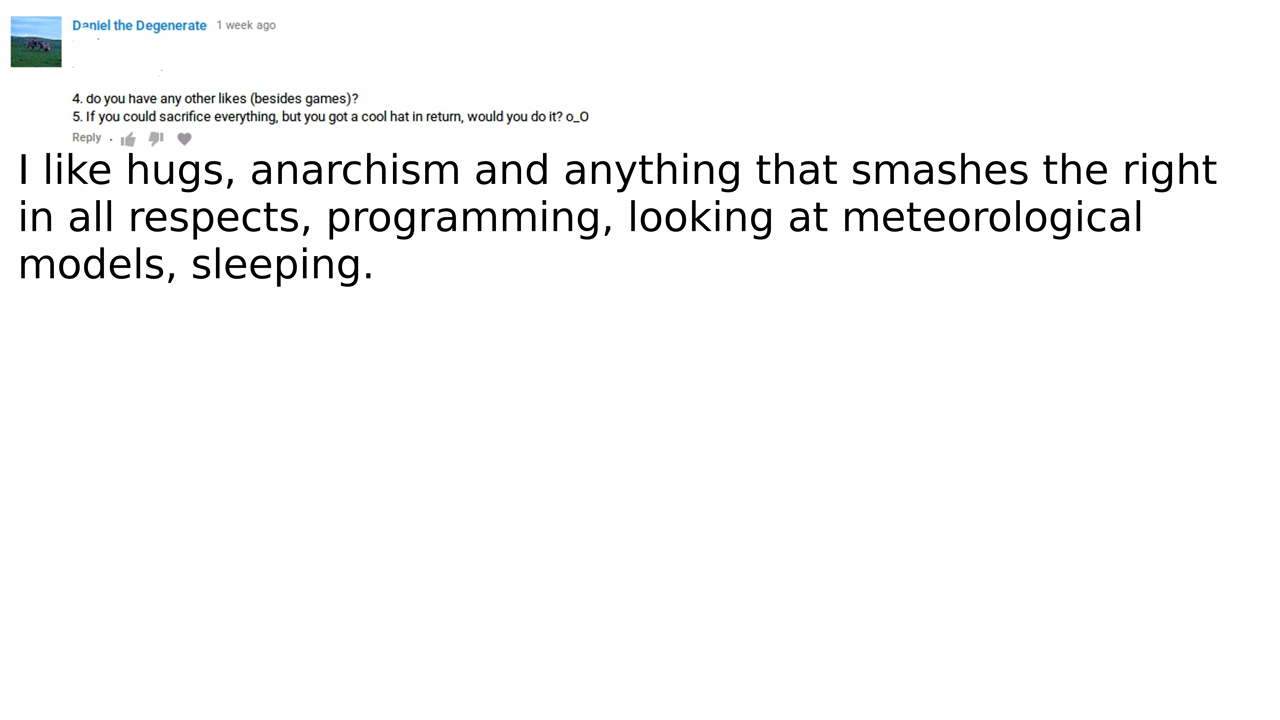 Daniel the Degenerate 1 week ago
4. do you have any other likes (besides games)?
5. If you could sacrifice everything, but you got a cool hat in return, would you do it? o_O
Reply
I like hugs, anarchism and anything that smashes the right
in all respects, programming, looking at meteorological
models, sleeping.